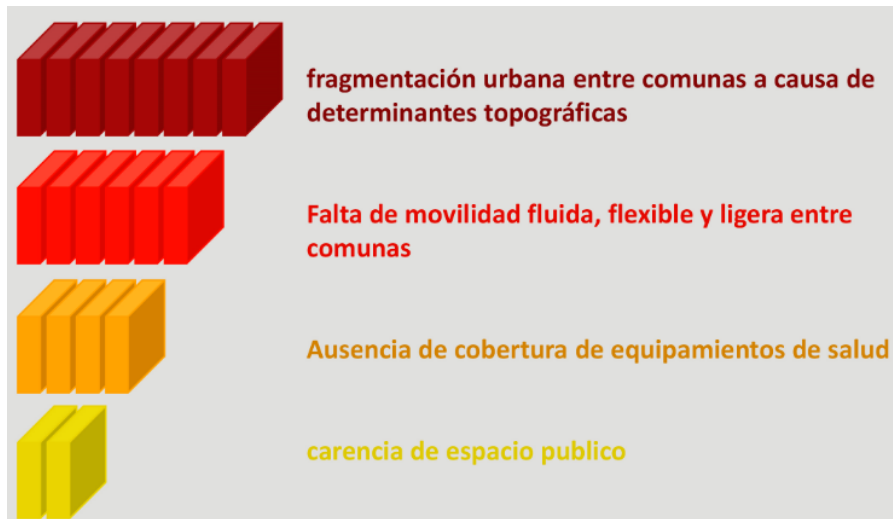 fragmentación urbana entre comunas a causa de
determinantes topográficas
Falta de movilidad fluida, flexible y ligera entre
comunas
Ausencia de cobertura de equipamientos de salud
carencia de espacio publico